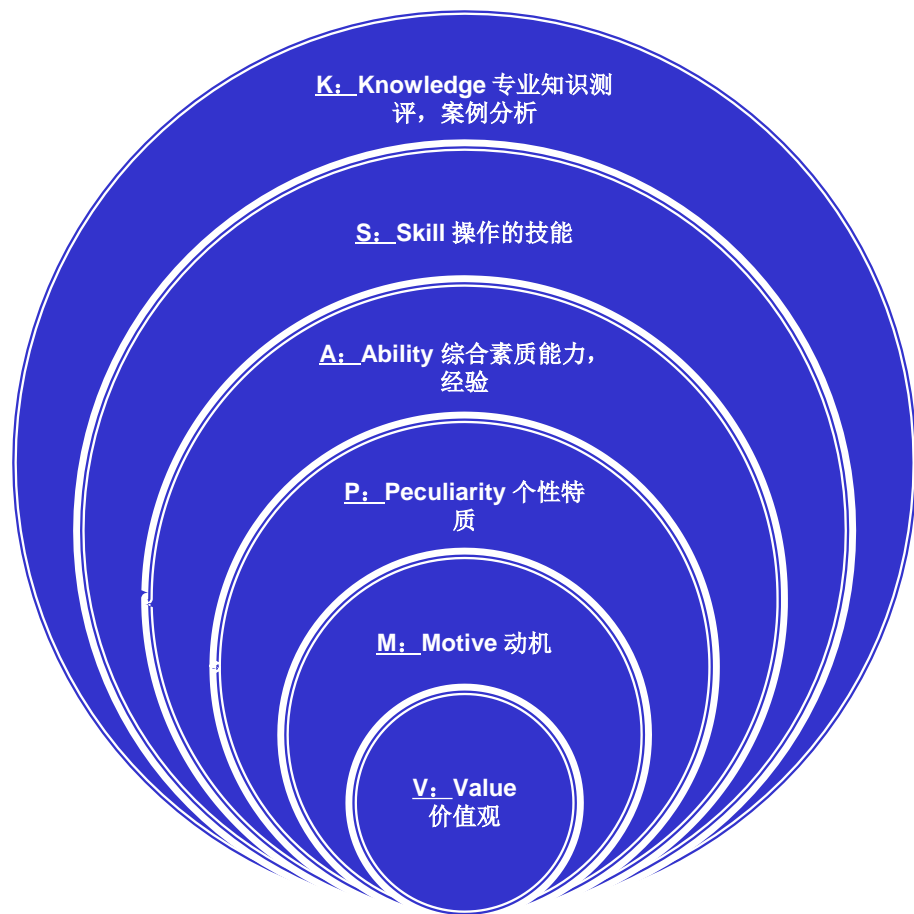 K：Knowledge 专业知识测
评，案例分析
S：Skill 操作的技能
A：Ability 综合素质能力，
经验
P：Peculiarity 个性特
质
M：Motive 动机
V：Value
价值观